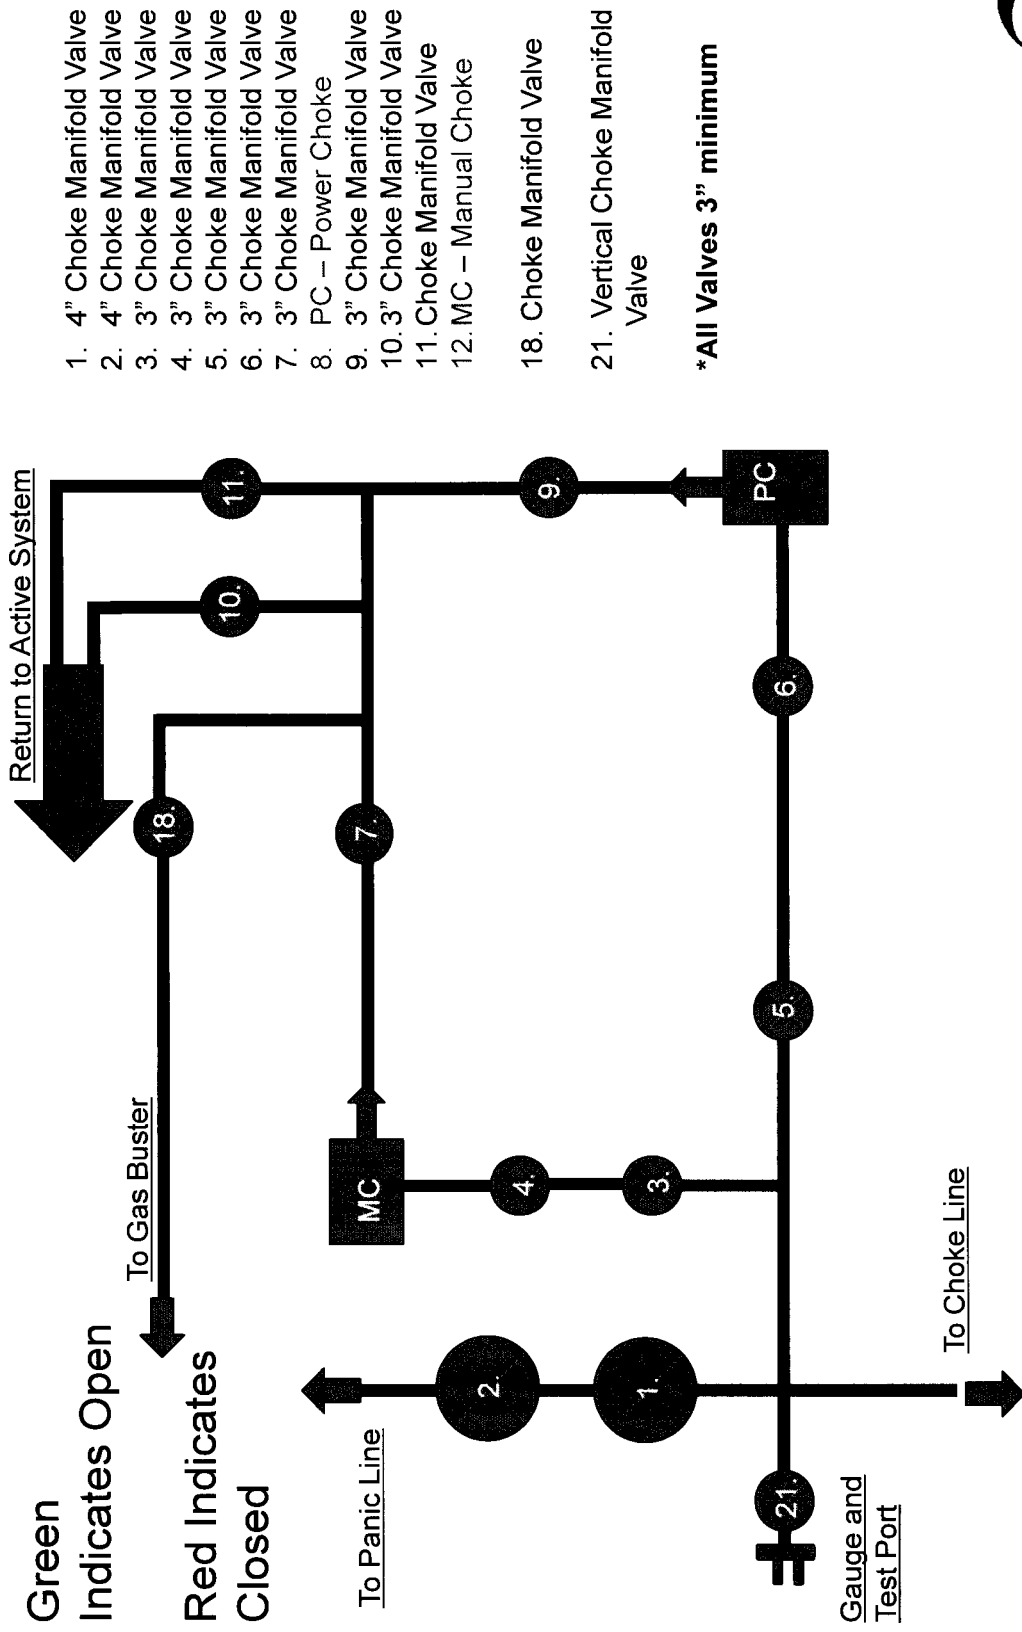 Green
Indicates Open
Red Indicates
Closed
To Gas Buster
Return to Active System
To Panic Line
Gauge and
Test Port
To Choke Line
1.
2.
3.
4.
5.
6.
7.
9.
10.
11.
18.
21.
MC
PC
1. 4” Choke Manifold Valve
2. 4” Choke Manifold Valve
3. 3” Choke Manifold Valve
4. 3” Choke Manifold Valve
5. 3” Choke Manifold Valve
6. 3” Choke Manifold Valve
7. 3” Choke Manifold Valve
8. PC – Power Choke
9. 3” Choke Manifold Valve
10. 3” Choke Manifold Valve
11. Choke Manifold Valve
12. MC – Manual Choke
18. Choke Manifold Valve
21. Vertical Choke Manifold
Valve
*All Valves 3” minimum